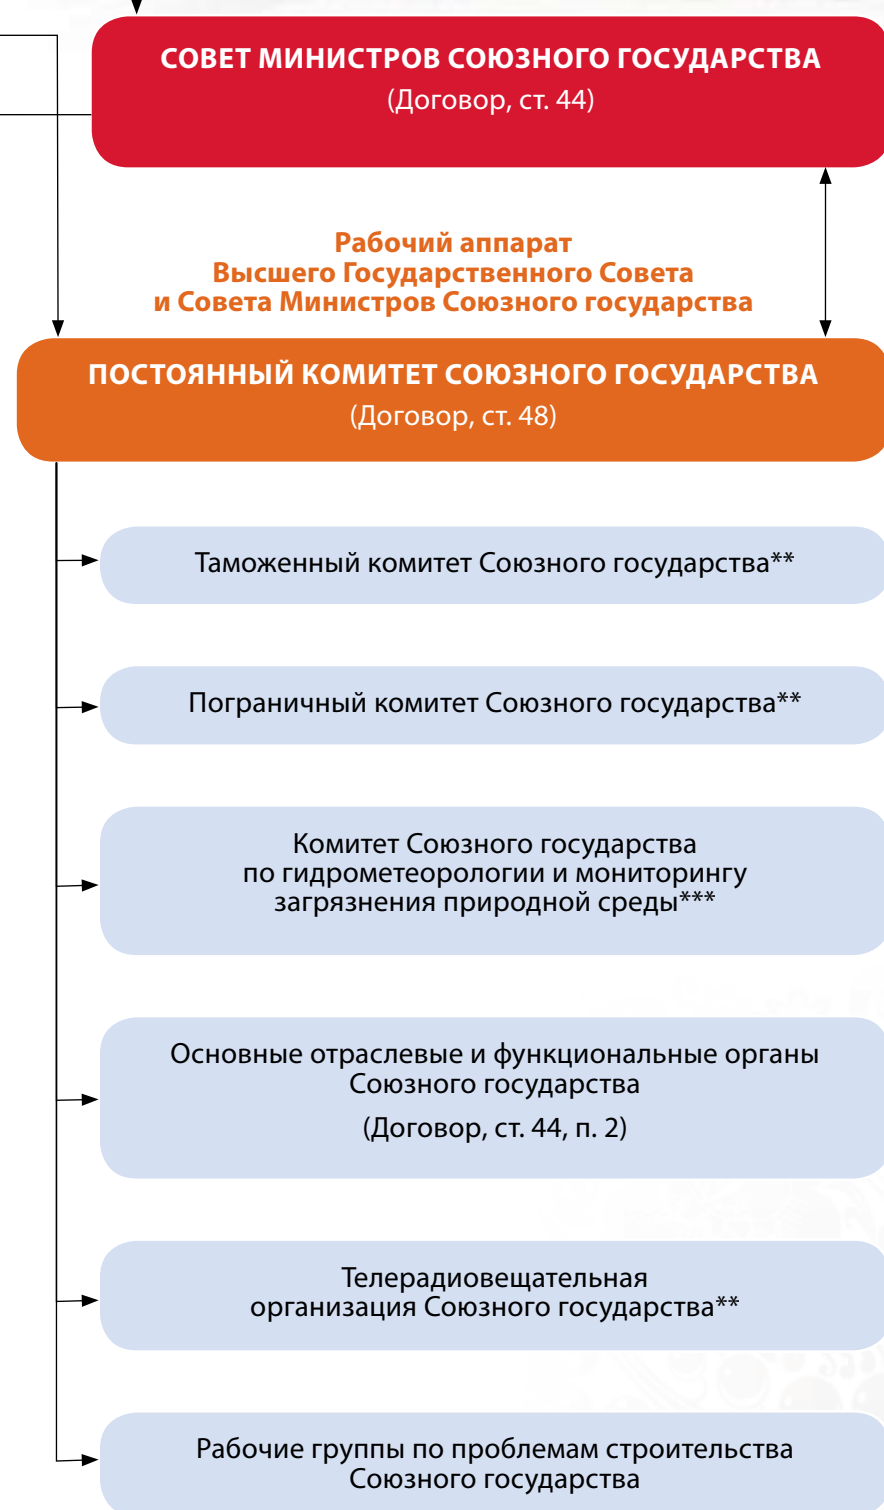 СОВЕТ МИНИСТРОВ СОЮЗНОГО ГОСУДАРСТВА
(Договор, ст. 44)
Рабочий аппарат
Высшего Государственного Совета
и Совета Министров Союзного государства
ПОСТОЯННЫЙ КОМИТЕТ СОЮЗНОГО ГОСУДАРСТВА
(Договор, ст. 48)
Таможенный комитет Союзного государства**
Пограничный комитет Союзного государства**
Комитет Союзного государства
по гидрометеорологии и мониторингу
загрязнения природной среды***
Основные отраслевые и функциональные органы
Союзного государства
(Договор, ст. 44, п. 2)
Телерадиовещательная
организация Союзного государства**
Рабочие группы по проблемам строительства
Союзного государства